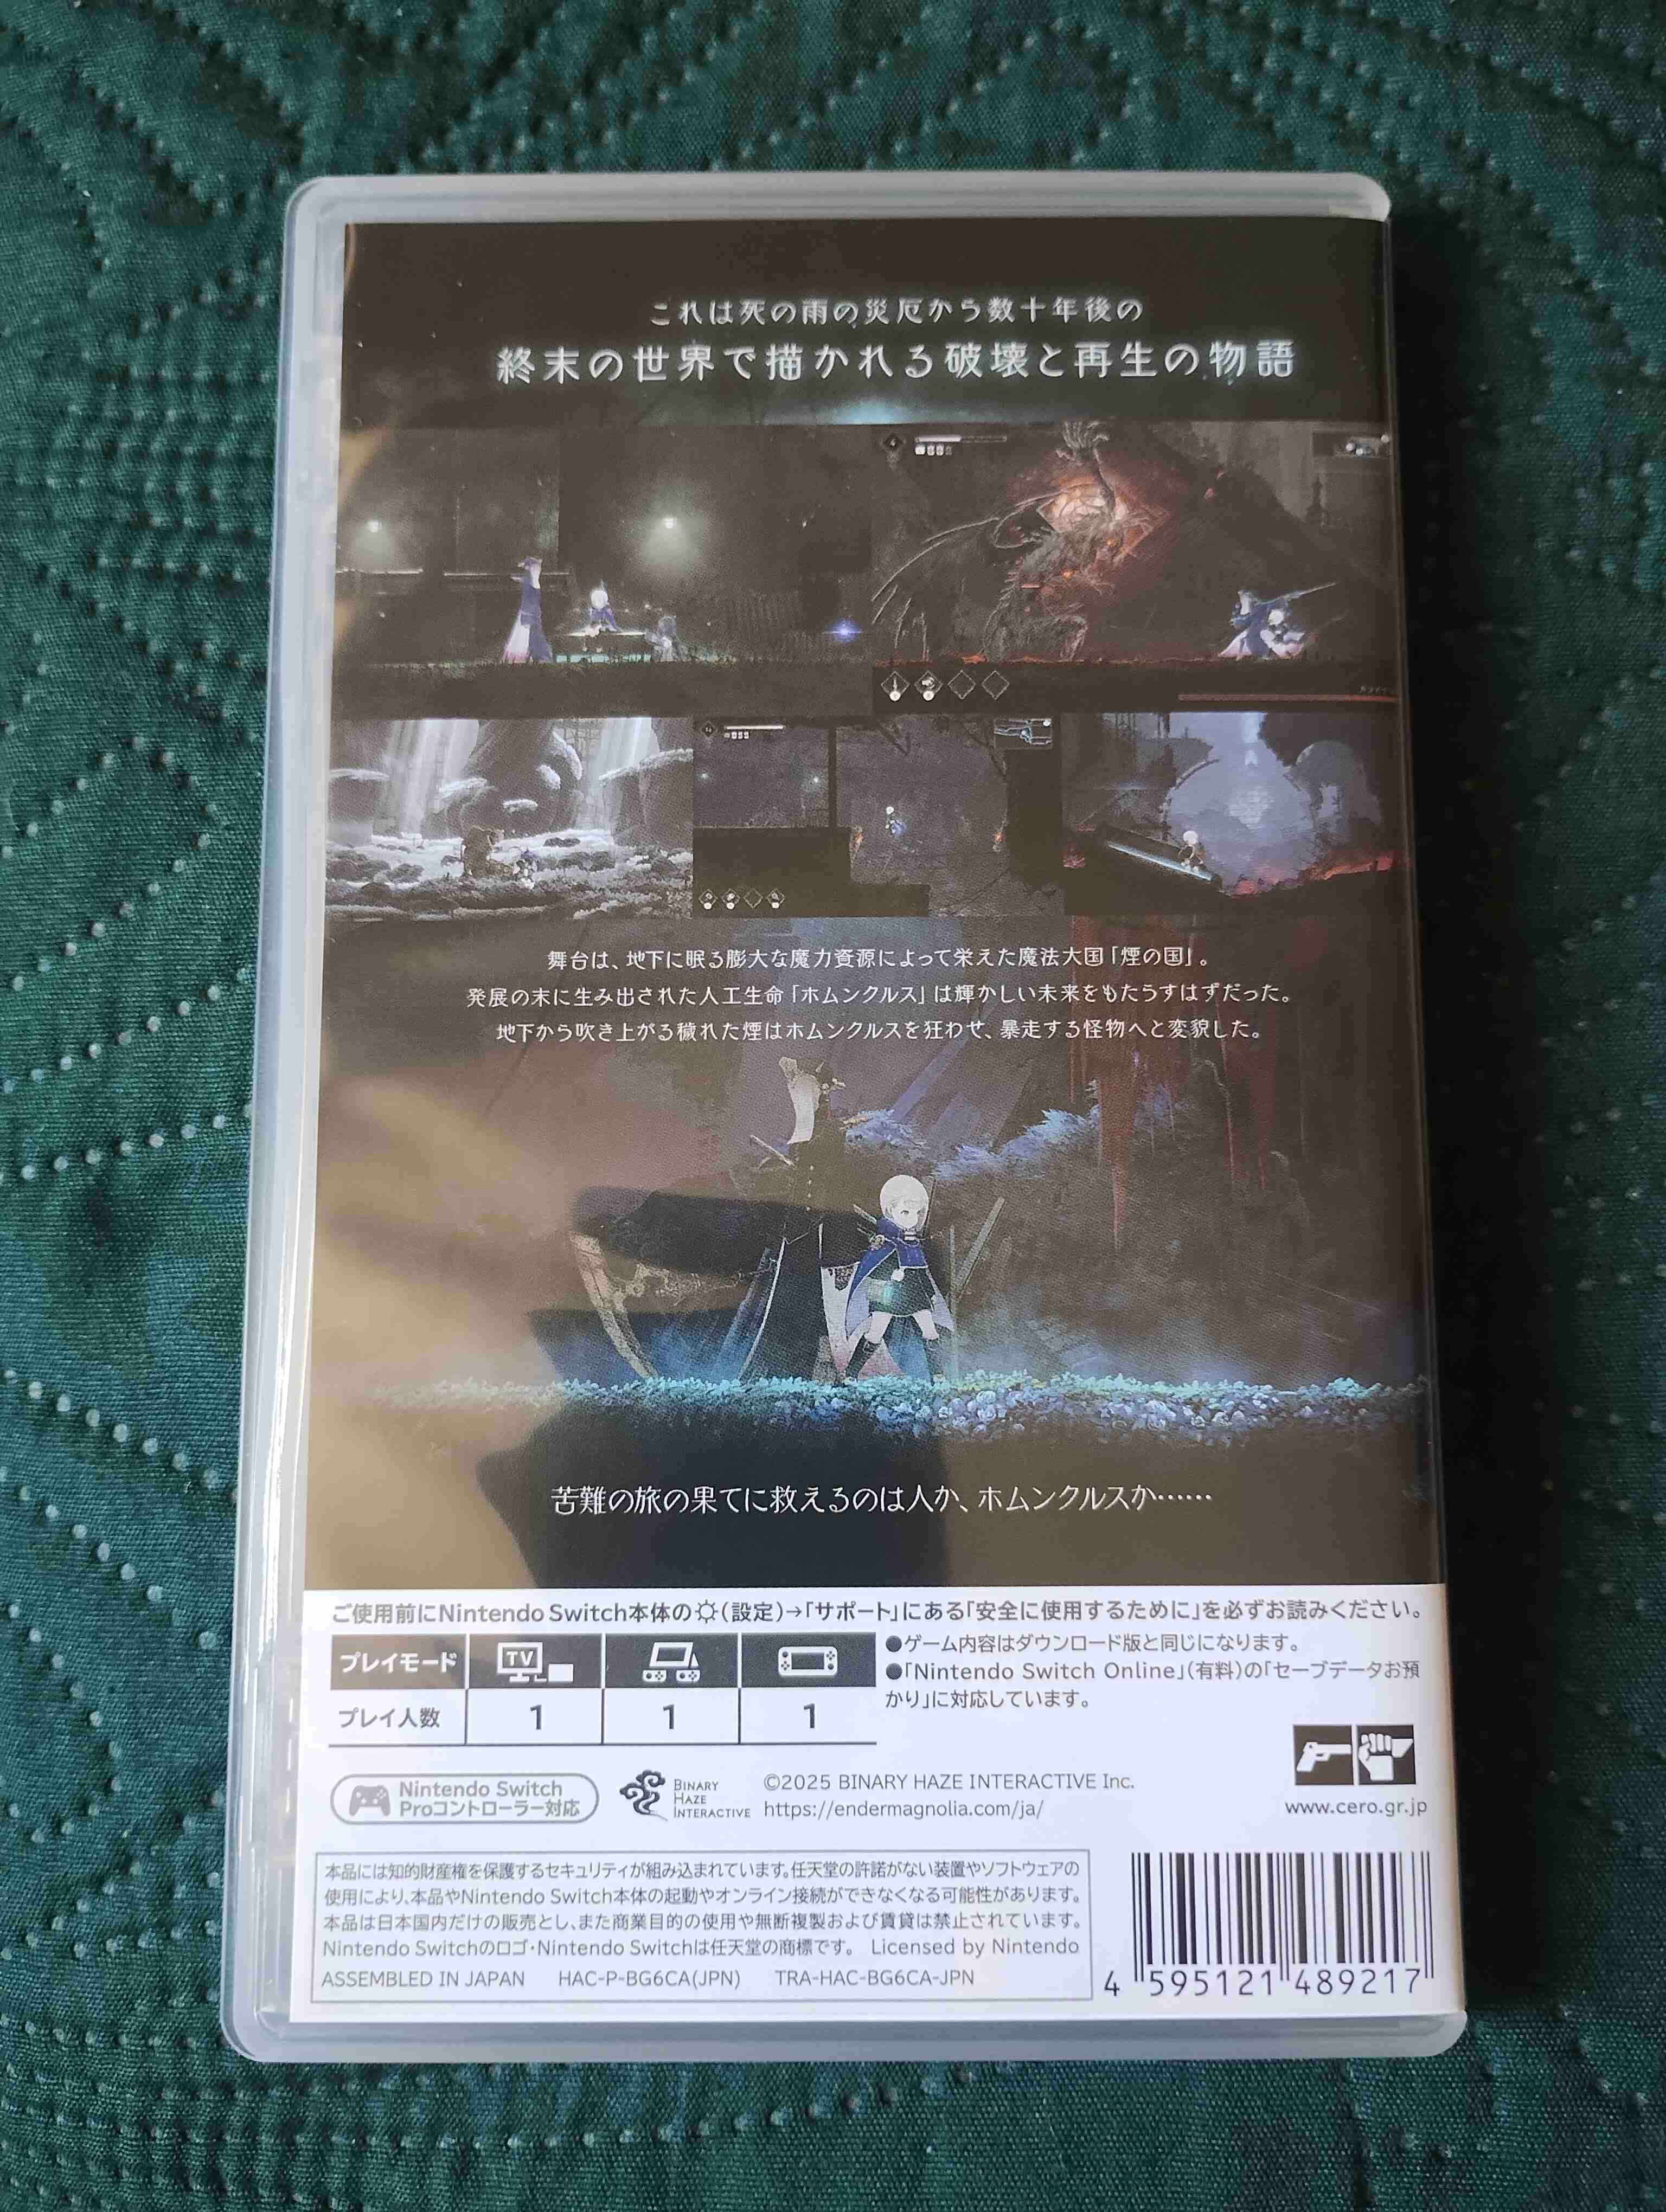 これは死の雨の災厄から数十年後の
終末の世界で描かれる破壊と再生の物語
舞台は、地下に眠る膨大な魔力資源によって栄えた魔法大国「煙の国」。
発展の末に生み出された人工生命「ホムンクルス」は輝かしい未来をもたらすはずだった。
地下から吹き上がる穢れた煙はホムンクルスを狂わせ、暴走する怪物へと変貌した。
苦難の旅の果てに救えるのは人か、ホムンクルスか……
ご使用前にNintendo Switch本体の(設定)→「サポート」にある「安全に使用するために」を必ずお読みください。
プレイモード TV
プレイ人数 1 1 1
●ゲーム内容はダウンロード版と同じになります。
●「Nintendo Switch Online」(有料)の「セーブデータお預
かり」に対応しています。
Nintendo Switch
Proコントローラー対応
BINARY
HAZE
INTERACTIVE
©2025 BINARY HAZE INTERACTIVE Inc.
https://endermagnolia.com/ja/
www.cero.gr.jp
本品には知的財産権を保護するセキュリティが組み込まれています。任天堂の許諾がない装置やソフトウェアの
使用により、本品やNintendo Switch本体の起動やオンライン接続ができなくなる可能性があります。
本品は日本国内だけの販売とし、また商業目的の使用や無断複製および賃貸は禁止されています。
Nintendo Switchのロゴ・Nintendo Switchは任天堂の商標です。 Licensed by Nintendo
ASSEMBLED IN JAPAN HAC-P-BG6CA(JPN) TRA-HAC-BG6CA-JPN
4 595121 489217